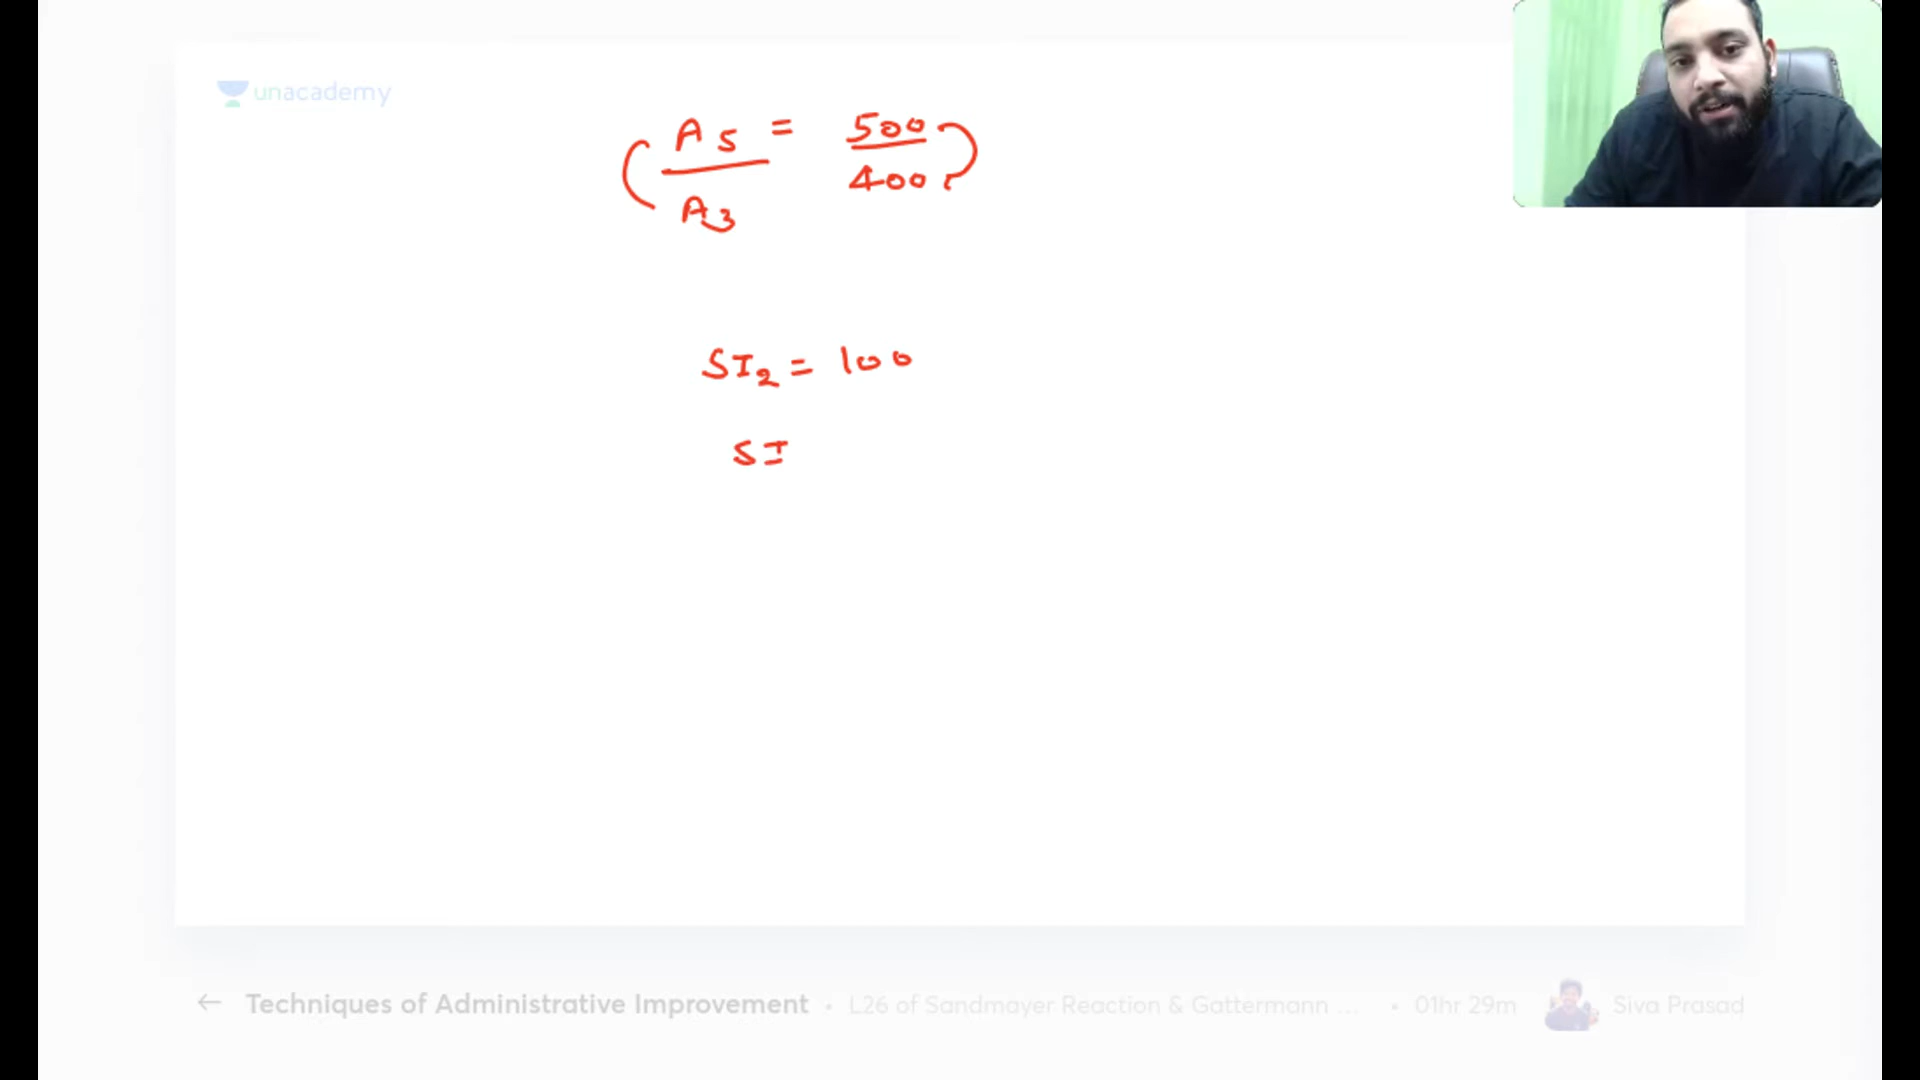 unacademy
A5 = 500
A3 400
SI2 = 100
SI
← Techniques of Administrative Improvement • L26 of Sandmayer Reaction & Gattermann ... • 01hr 29m Siva Prasad